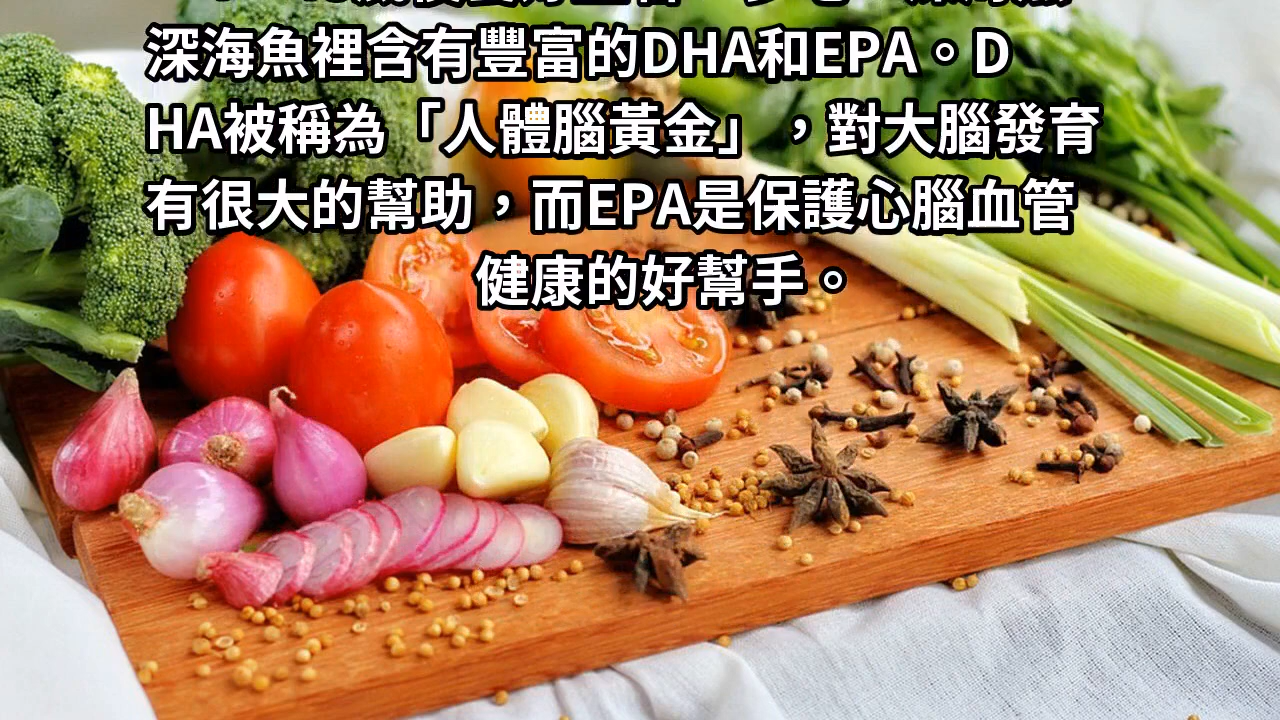 深海魚裡含有豐富的DHA和EPA。D
HA被稱為「人體腦黃金」，對大腦發育
有很大的幫助，而EPA是保護心腦血管
健康的好幫手。